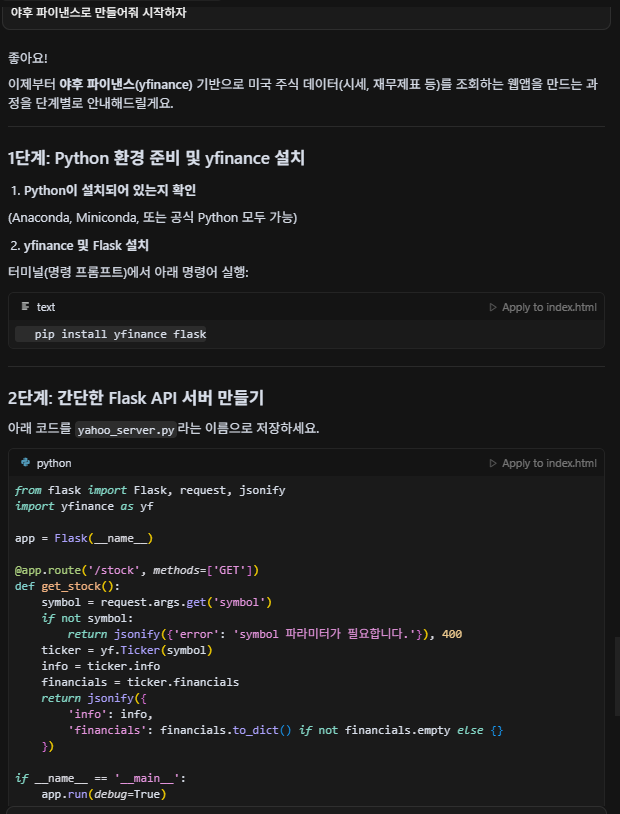 야후 파이낸스로 만들어줘 시작하자
좋아요!
이제부터 야후 파이낸스(yfinance) 기반으로 미국 주식 데이터(시세, 재무제표 등)를 조회하는 웹앱을 만드는 과
정을 단계별로 안내해드릴게요.
1단계: Python 환경 준비 및 yfinance 설치
1. Python이 설치되어 있는지 확인
(Anaconda, Miniconda, 또는 공식 Python 모두 가능)
2. yfinance 및 Flask 설치
터미널(명령 프롬프트)에서 아래 명령어 실행:
text Apply to index.html
pip install yfinance flask
2단계: 간단한 Flask API 서버 만들기
아래 코드를 yahoo_server.py라는 이름으로 저장하세요.
python Apply to index.html
from flask import Flask, request, jsonify
import yfinance as yf
app = Flask(__name__)
@app.route('/stock', methods=['GET'])
def get_stock():
    symbol = request.args.get('symbol')
    if not symbol:
        return jsonify({'error': 'symbol 파라미터가 필요합니다.'}), 400
    ticker = yf.Ticker(symbol)
    info = ticker.info
    financials = ticker.financials
    return jsonify({
        'info': info,
        'financials': financials.to_dict() if not financials.empty else {}
    })
if __name__ == '__main__':
    app.run(debug=True)